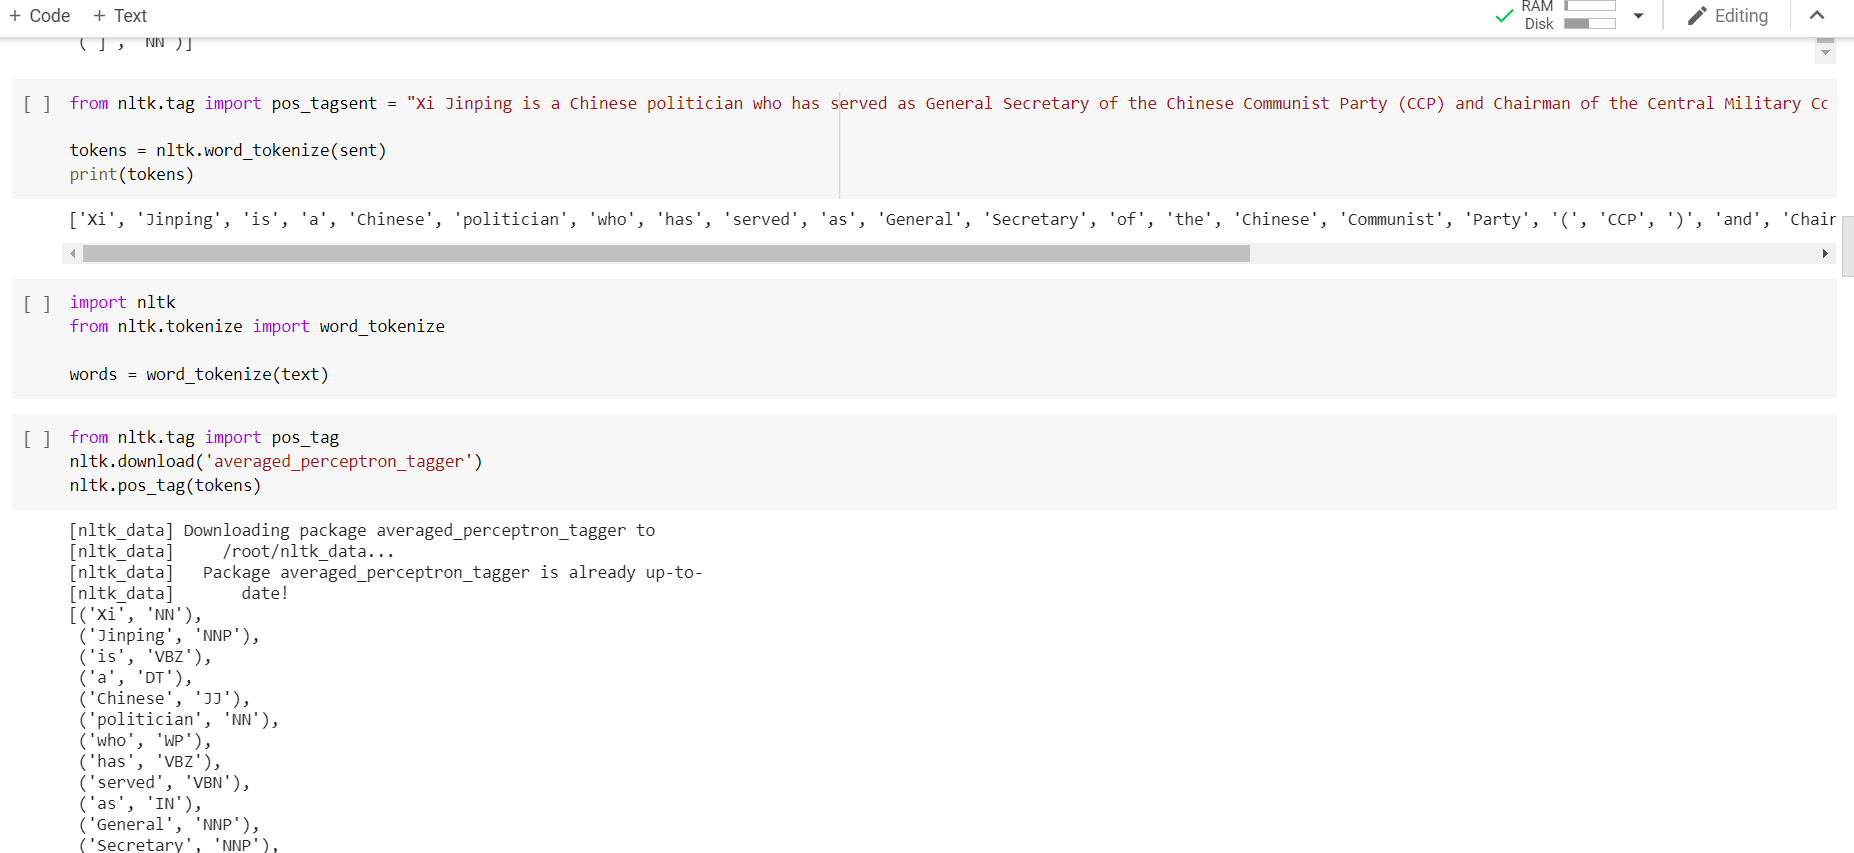 + Code + Text
RAM
Disk
Editing
(']', 'NN')]
[ ] from nltk.tag import pos_tagsent = "Xi Jinping is a Chinese politician who has served as General Secretary of the Chinese Communist Party (CCP) and Chairman of the Central Military Co
tokens = nltk.word_tokenize(sent)
print(tokens)
['Xi', 'Jinping', 'is', 'a', 'Chinese', 'politician', 'who', 'has', 'served', 'as', 'General', 'Secretary', 'of', 'the', 'Chinese', 'Communist', 'Party', '(', 'CCP', ')', 'and', 'Chair
[ ] import nltk
from nltk.tokenize import word_tokenize
words = word_tokenize(text)
[ ] from nltk.tag import pos_tag
nltk.download('averaged_perceptron_tagger')
nltk.pos_tag(tokens)
[nltk_data] Downloading package averaged_perceptron_tagger to
[nltk_data]     /root/nltk_data...
[nltk_data]   Package averaged_perceptron_tagger is already up-to-
[nltk_data]       date!
[('Xi', 'NN'),
('Jinping', 'NNP'),
('is', 'VBZ'),
('a', 'DT'),
('Chinese', 'JJ'),
('politician', 'NN'),
('who', 'WP'),
('has', 'VBZ'),
('served', 'VBN'),
('as', 'IN'),
('General', 'NNP'),
('Secretary', 'NNP'),